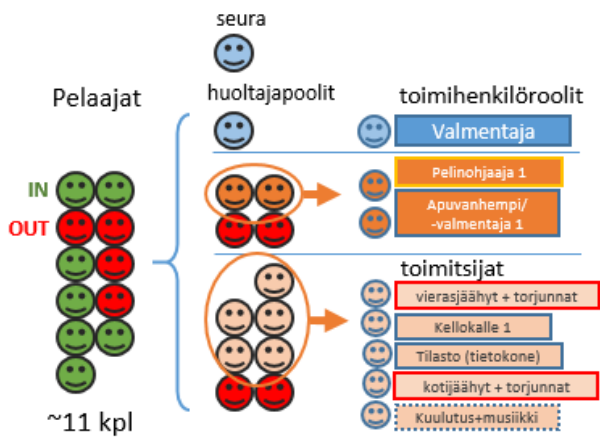 seura
Pelaajat
huoltajapoolit
toimihenkilöroolit
Valmentaja
IN
OUT
Pelinohjaaja 1
Apuvanhempi/
-valmentaja 1
toimitsijat
vierasjäähyt + torjunnat
Kellokalle 1
Tilasto (tietokone)
kotijäähyt + torjunnat
Kuulutus+musiikki
~11 kpl